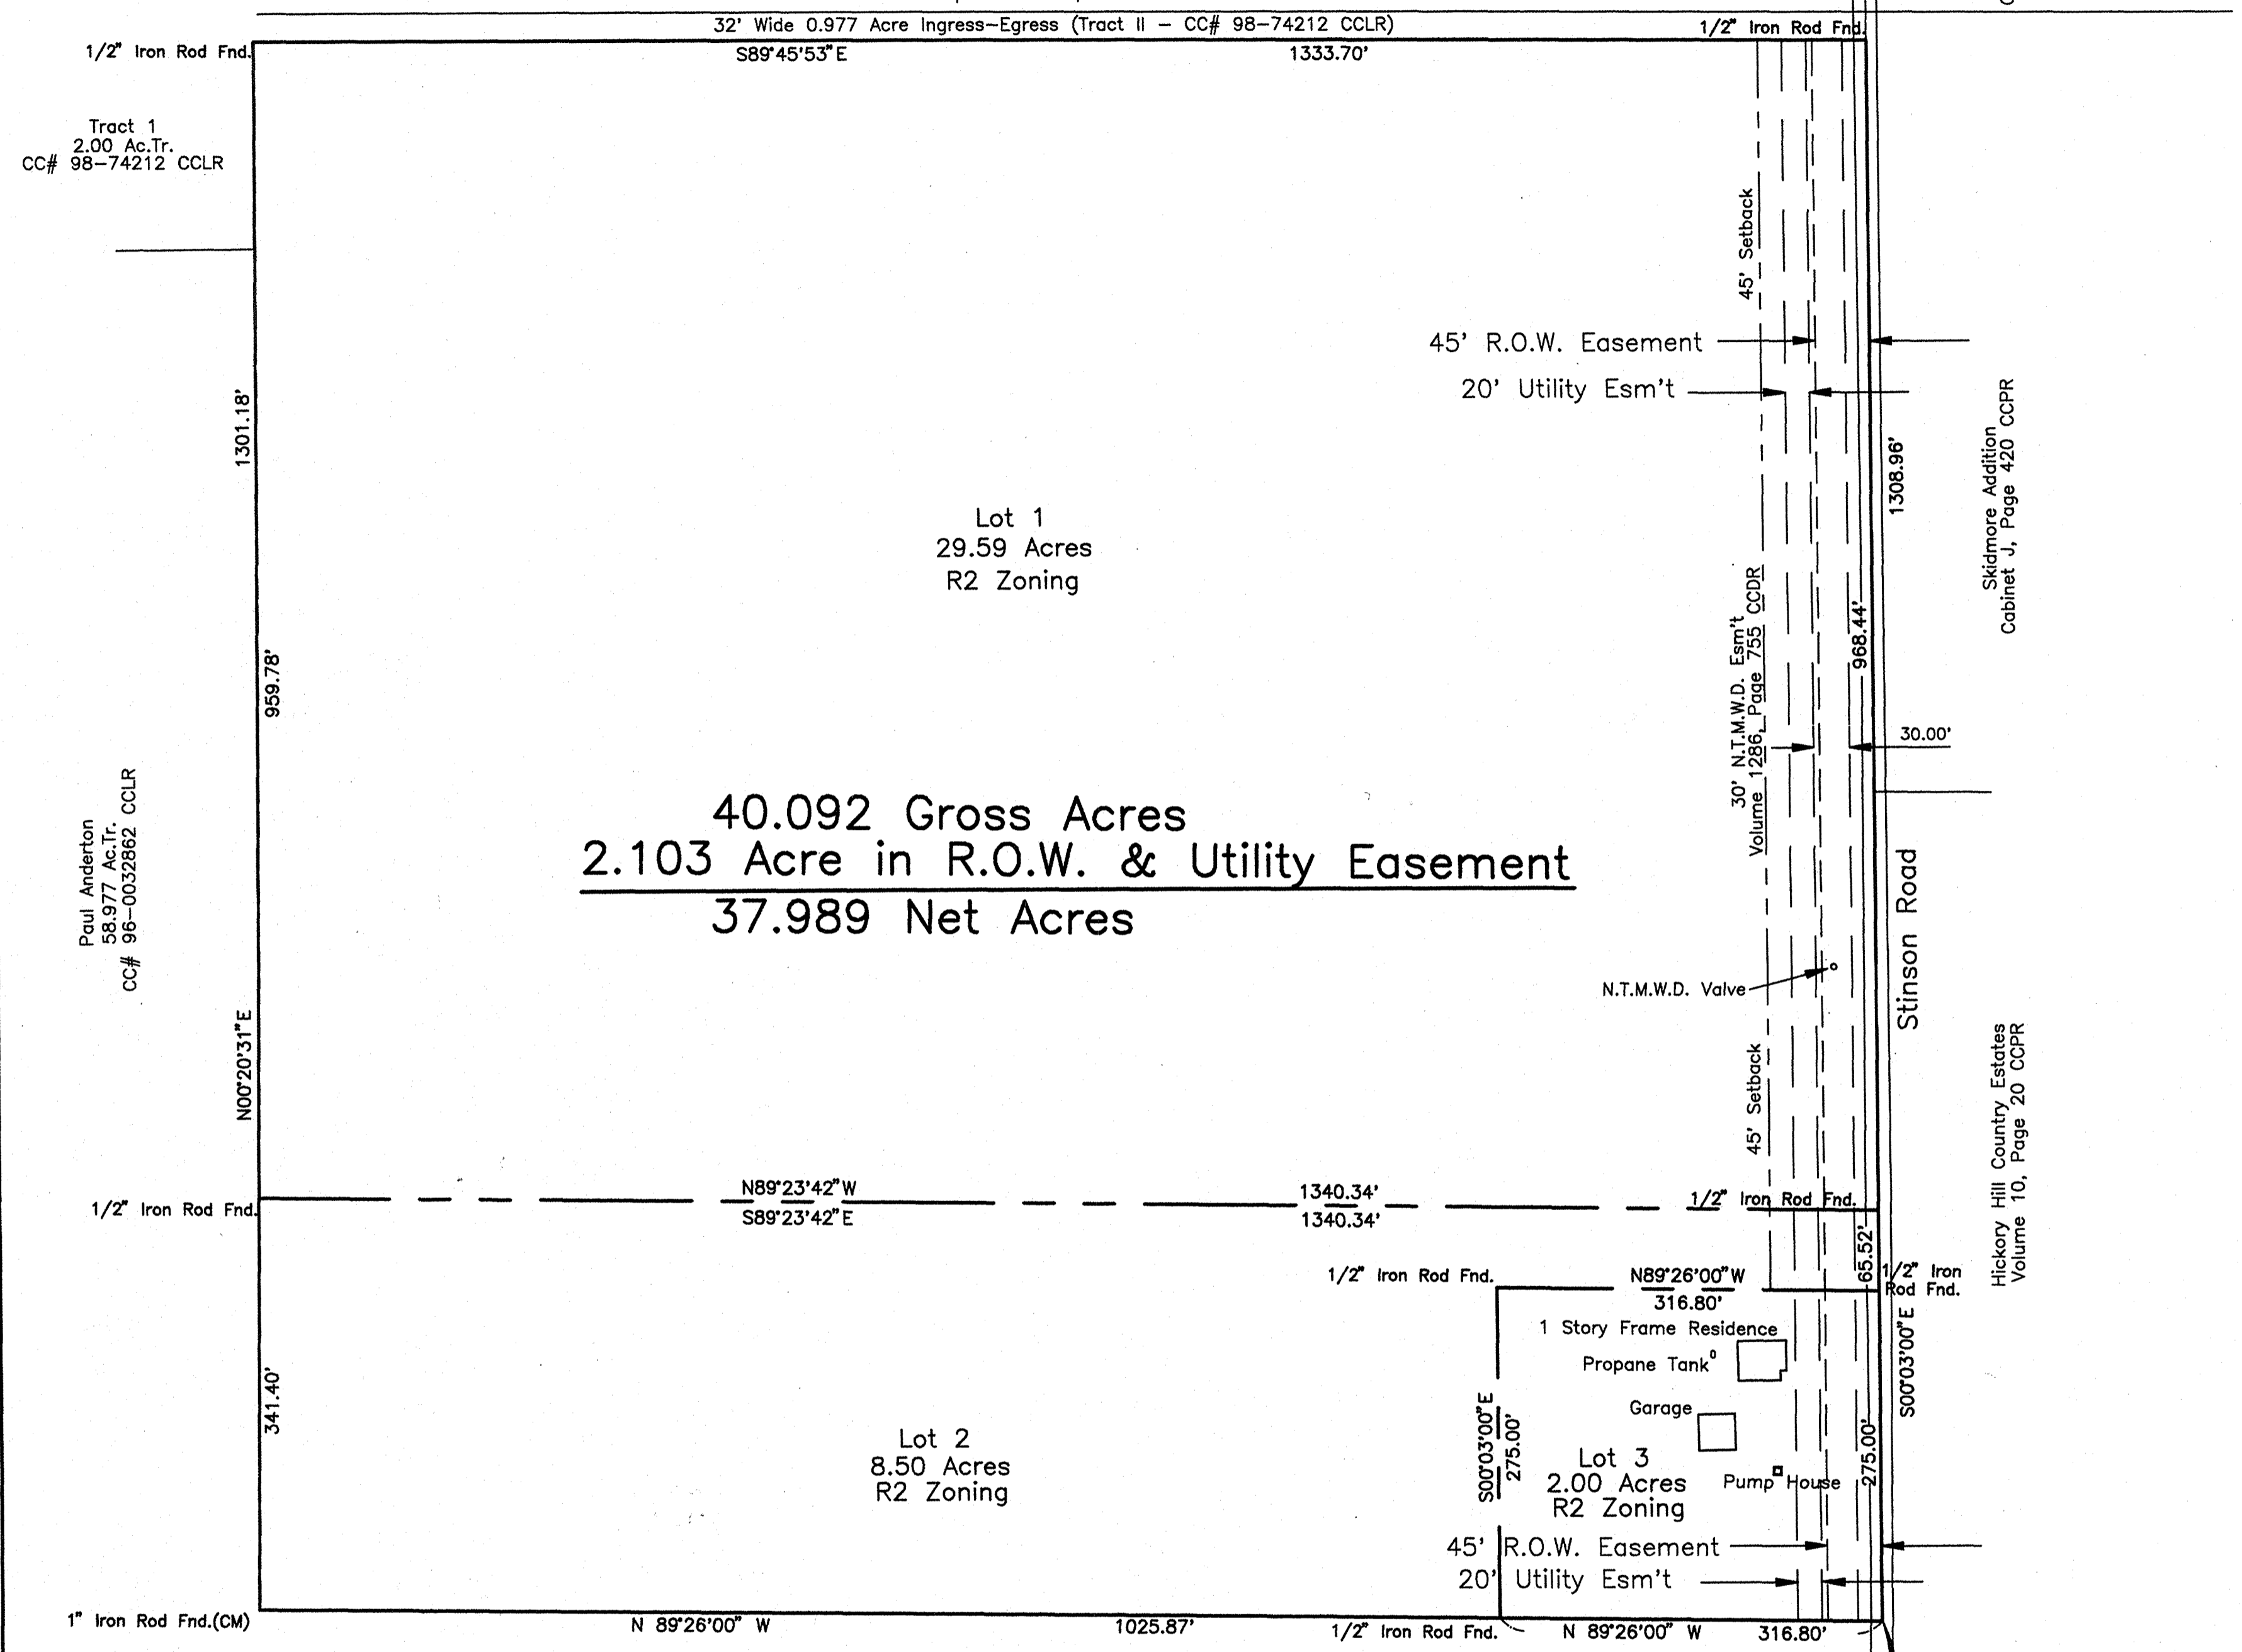 32' Wide 0.977 Acre Ingress-Egress (Tract II - CC# 98-74212 CCLR)
1/2" Iron Rod Fnd.
1/2" Iron Rod Fnd.
S89°45'53"E
1333.70'
Tract 1
2.00 Ac.Tr.
CC# 98-74212 CCLR
45' Setback
45' R.O.W. Easement
20' Utility Esm't
1301.18'
1308.96'
Skidmore Addition
Cabinet J, Page 420 CCPR
Lot 1
29.59 Acres
R2 Zoning
959.78'
968.44'
30' N.T.M.W.D. Esm't
Volume 1286, Page 755 CCDR
30.00'
40.092 Gross Acres
2.103 Acre in R.O.W. & Utility Easement
37.989 Net Acres
Paul Anderton
58.977 Ac.Tr.
CC# 96-0032862 CCLR
Stinson Road
N.T.M.W.D. Valve
N00°20'31"E
45' Setback
Hickory Hill Country Estates
Volume 10, Page 20 CCPR
1/2" Iron Rod Fnd.
N89°23'42"W
1340.34'
1/2" Iron Rod Fnd.
S89°23'42"E
1340.34'
65.52'
1/2" Iron Rod Fnd.
N89°26'00"W
316.80'
1/2" Iron
Rod Fnd.
1 Story Frame Residence
Propane Tank
Garage
S00°03'00"E
341.40'
S00°03'00"E
275.00'
275.00'
Lot 2
8.50 Acres
R2 Zoning
Lot 3
2.00 Acres
R2 Zoning
Pump House
45' R.O.W. Easement
20' Utility Esm't
1" Iron Rod Fnd.(CM)
N 89°26'00" W
1025.87'
1/2" Iron Rod Fnd.
N 89°26'00" W
316.80'